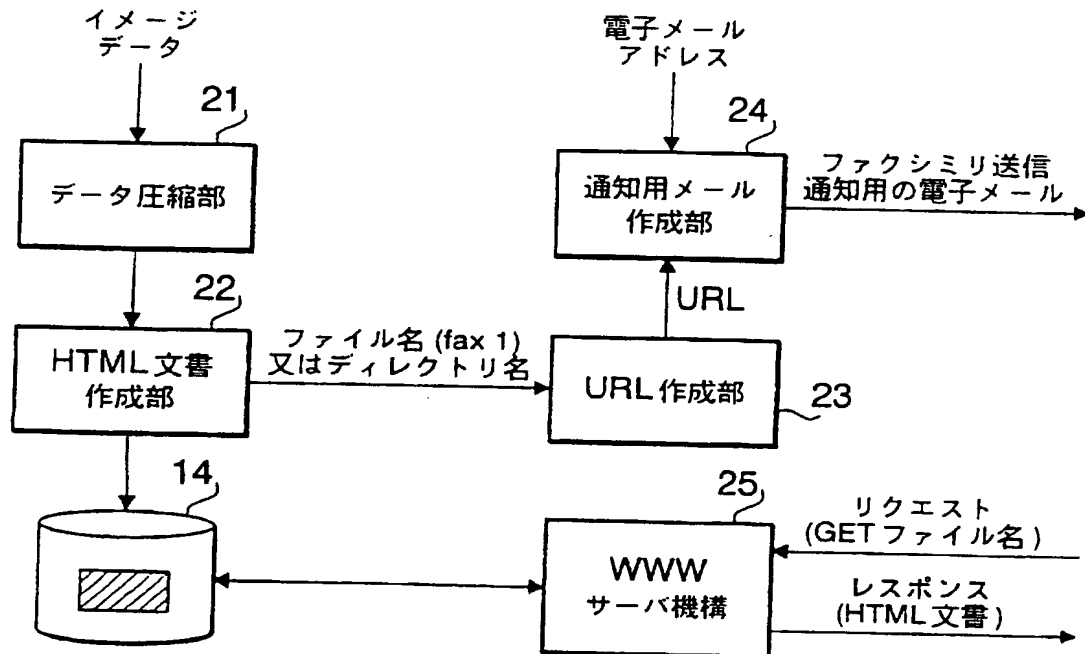 イメージ
データ
21
データ圧縮部
22
HTML文書
作成部
14
ファイル名 (fax 1)
又はディレクトリ名
電子メール
アドレス
24
通知用メール
作成部
ファクシミリ送信
通知用の電子メール
URL
URL作成部
23
25
WWW
サーバ機構
リクエスト
(GETファイル名)
レスポンス
(HTML文書)